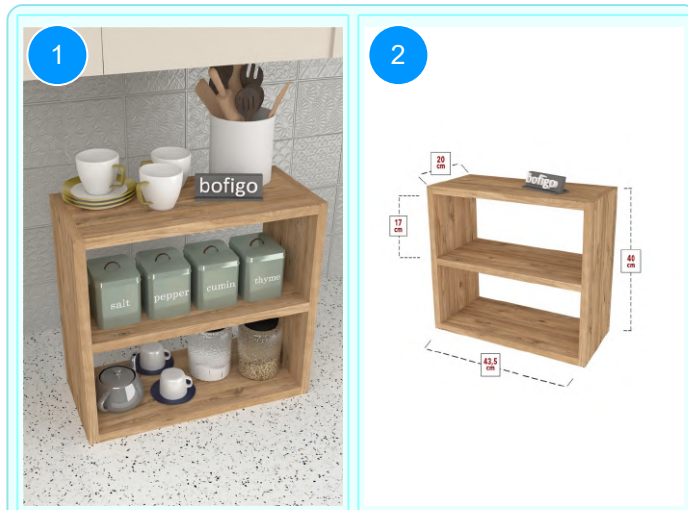 1
bofigo
salt
pepper
cumin
thyme
2
20
cm
bofigo
17
cm
40
cm
43,5
cm